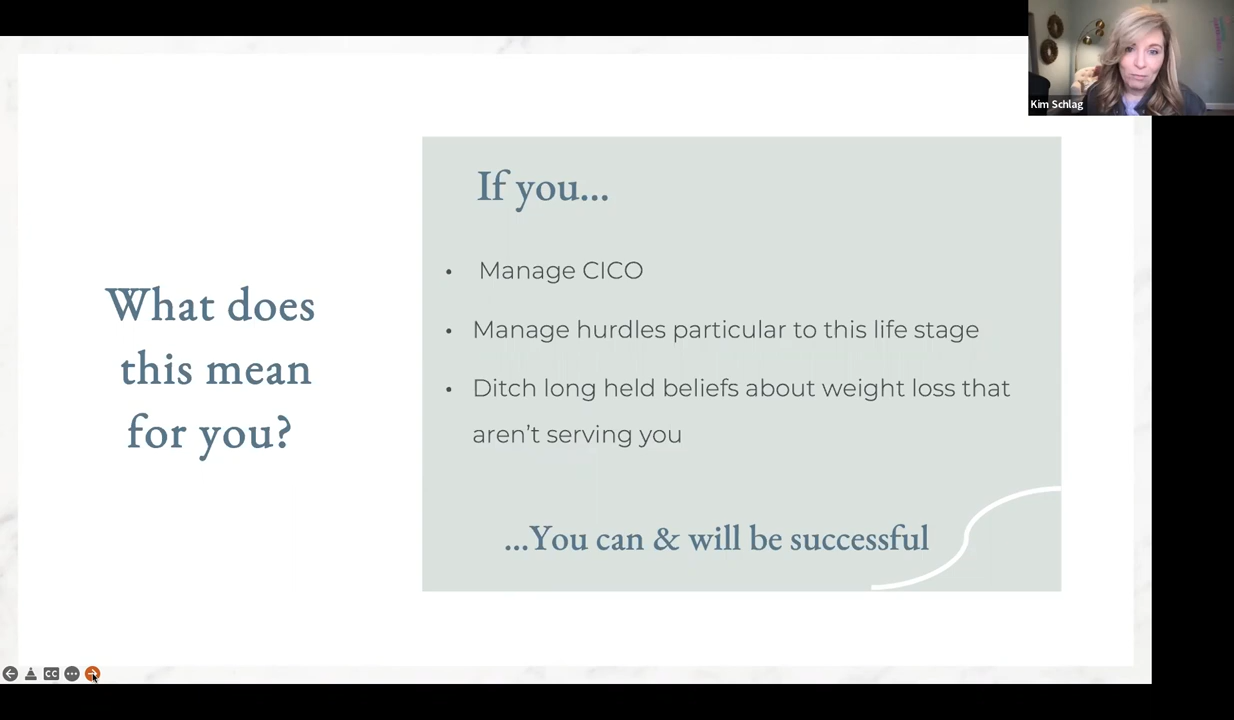 Kim Schlag
What does
this mean
for you?
If you...
• Manage CICO
• Manage hurdles particular to this life stage
• Ditch long held beliefs about weight loss that
aren’t serving you
...You can & will be successful
CC